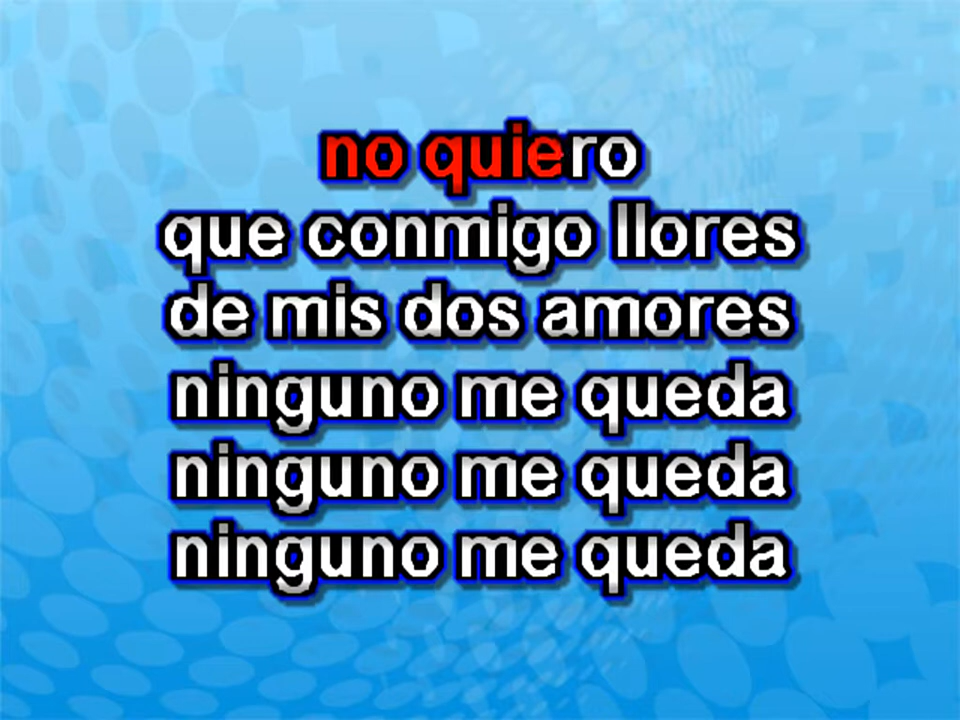 no quiero
que conmigo llores
de mis dos amores
ninguno me queda
ninguno me queda
ninguno me queda